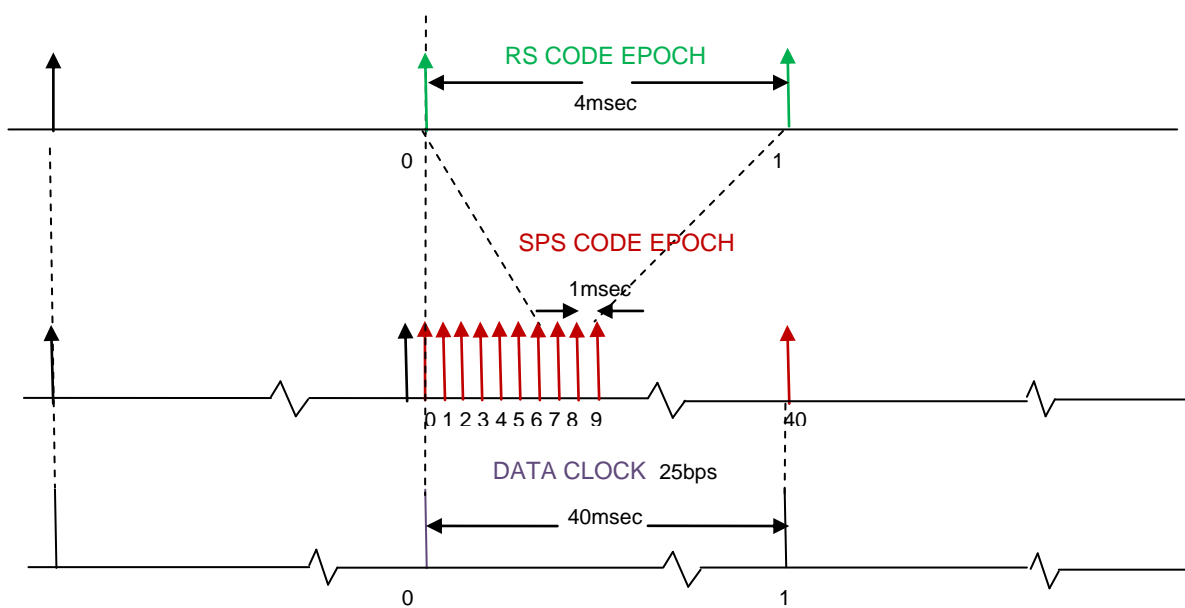 RS CODE EPOCH
4msec
0 1
SPS CODE EPOCH
1msec
0 1 2 3 4 5 6 7 8 9 40
DATA CLOCK 25bps
40msec
0 1